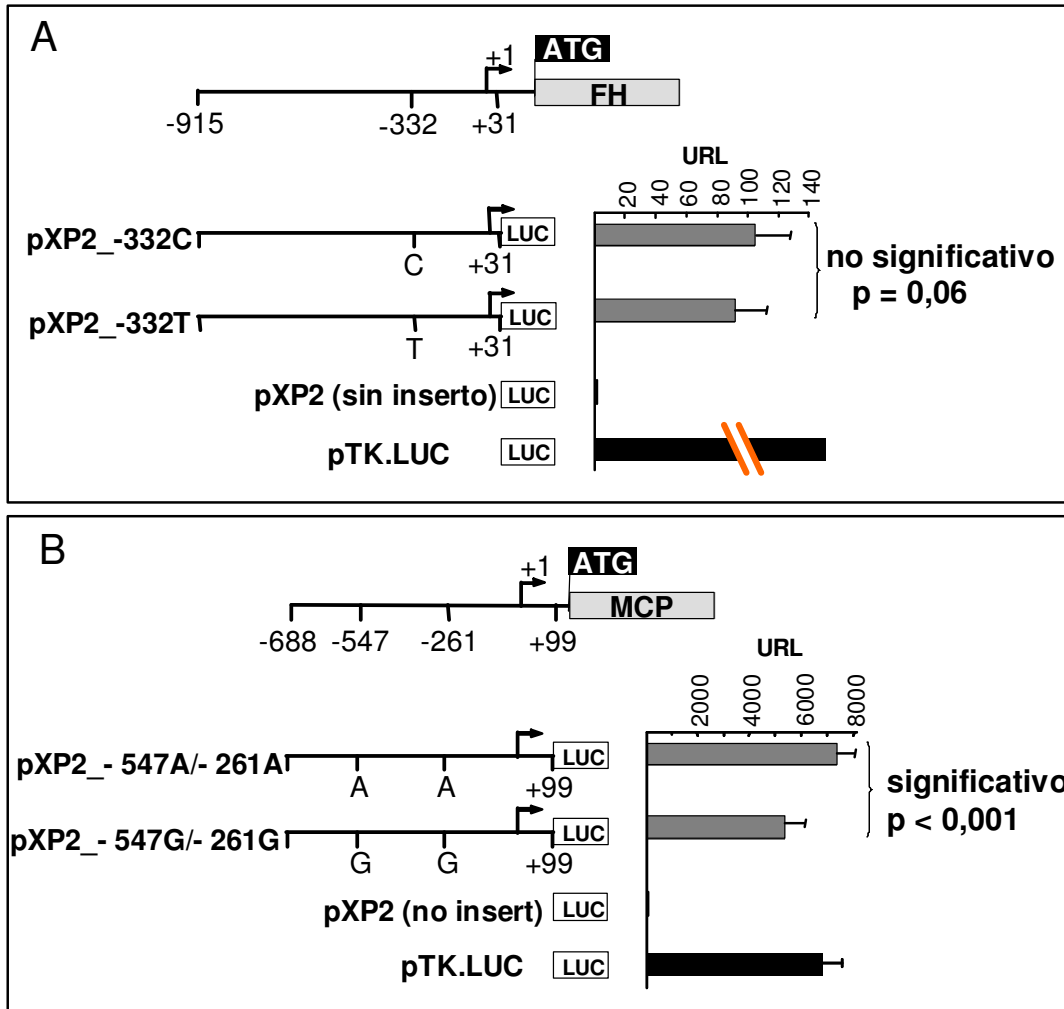 A
+1
ATG
FH
-915
-332
+31
URL
20 40 60 80 100 120 140
pXP2_-332C
LUC
C
+31
no significativo
p = 0,06
pXP2_-332T
LUC
T
+31
pXP2 (sin inserto)
LUC
pTK.LUC
LUC
B
+1
ATG
MCP
-688
-547
-261
+99
URL
2000 4000 6000 8000
pXP2_- 547A/- 261A
LUC
A
A
+99
significativo
p < 0,001
pXP2_- 547G/- 261G
LUC
G
G
+99
pXP2 (no insert)
LUC
pTK.LUC
LUC